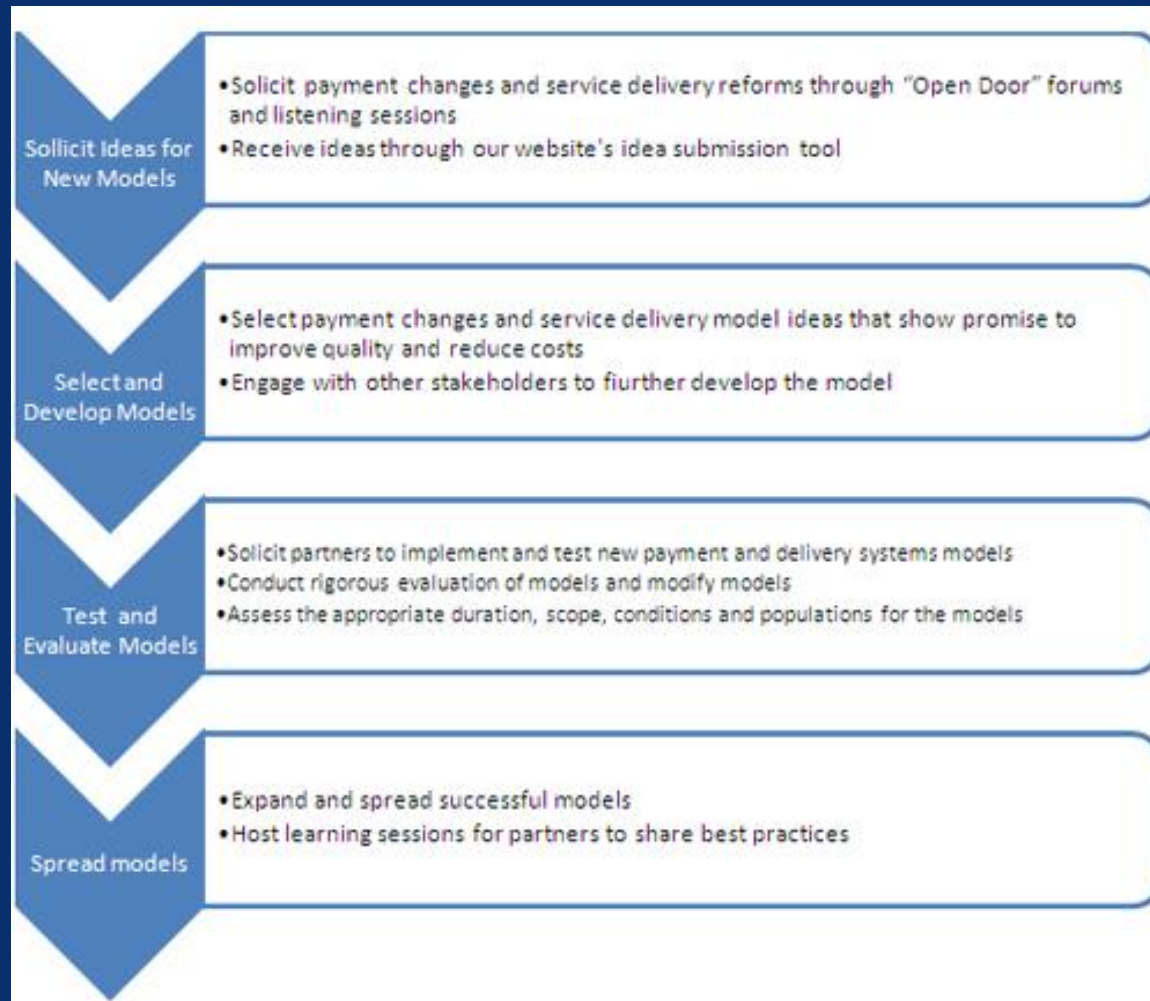 Sollicit Ideas for
New Models
•Solicit payment changes and service delivery reforms through “Open Door” forums
and listening sessions
•Receive ideas through our website's idea submission tool
Select and
Develop Models
•Select payment changes and service delivery model ideas that show promise to
improve quality and reduce costs
•Engage with other stakeholders to fiurther develop the model
Test and
Evaluate Models
•Solicit partners to implement and test new payment and delivery systems models
•Conduct rigorous evaluation of models and modify models
•Assess the appropriate duration, scope, conditions and populations for the models
Spread models
•Expand and spread successful models
•Host learning sessions for partners to share best practices